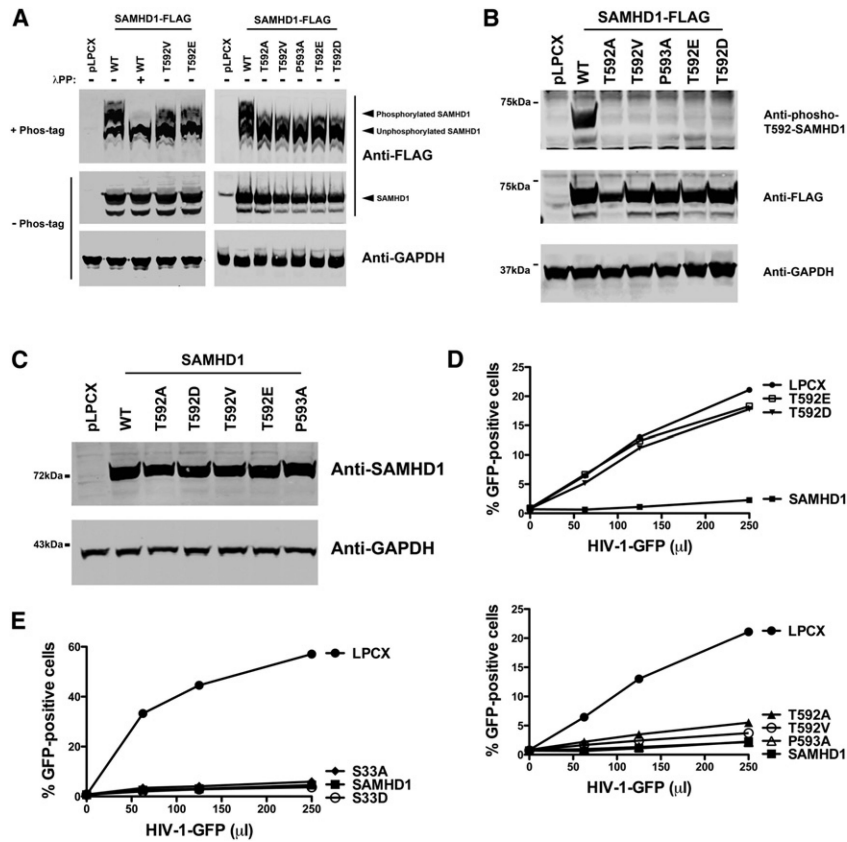 A
SAMHD1-FLAG
SAMHD1-FLAG
pLPCX
WT
WT
T592V
T592E
pLPCX
WT
T592A
T592V
P593A
T592E
T592D
λPP: - - + - - - - - - - - -
+ Phos-tag
Phosphorylated SAMHD1
Unphosphorylated SAMHD1
Anti-FLAG
- Phos-tag
SAMHD1
Anti-GAPDH
B
SAMHD1-FLAG
pLPCX
WT
T592A
T592V
P593A
T592E
T592D
75kDa
Anti-phosho-
T592-SAMHD1
75kDa
Anti-FLAG
37kDa
Anti-GAPDH
C
SAMHD1
pLPCX
WT
T592A
T592D
T592V
T592E
P593A
72kDa
Anti-SAMHD1
43kDa
Anti-GAPDH
D
% GFP-positive cells
25
20
15
10
5
0
0 50 100 150 200 250
HIV-1-GFP (µl)
LPCX
T592E
T592D
SAMHD1
% GFP-positive cells
25
20
15
10
5
0
0 50 100 150 200 250
HIV-1-GFP (µl)
LPCX
T592A
T592V
P593A
SAMHD1
E
% GFP-positive cells
60
40
20
0
0 50 100 150 200 250
HIV-1-GFP (µl)
LPCX
S33A
SAMHD1
S33D